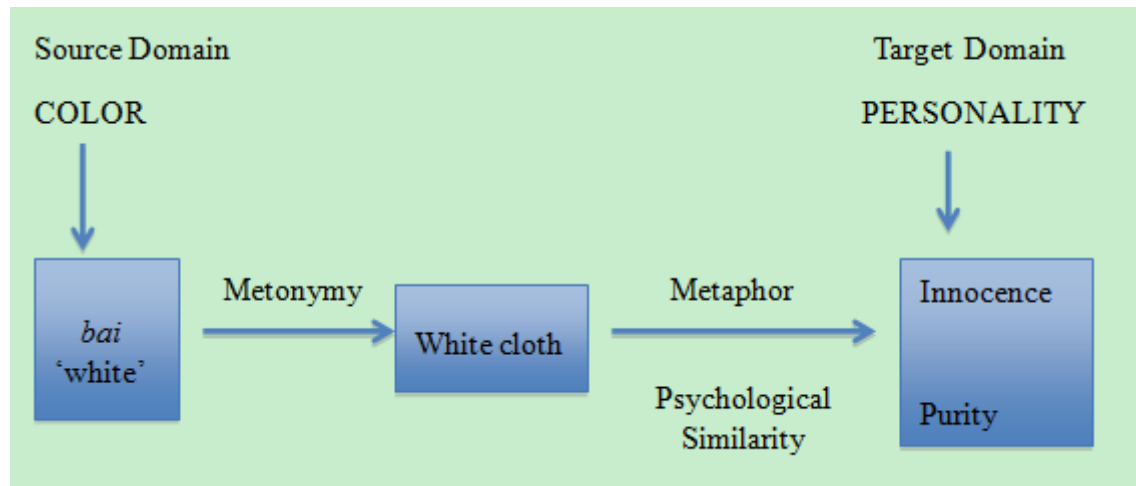 Source Domain
Target Domain
COLOR
PERSONALITY
bai
‘white’
Metonymy
White cloth
Metaphor
Psychological
Similarity
Innocence
Purity